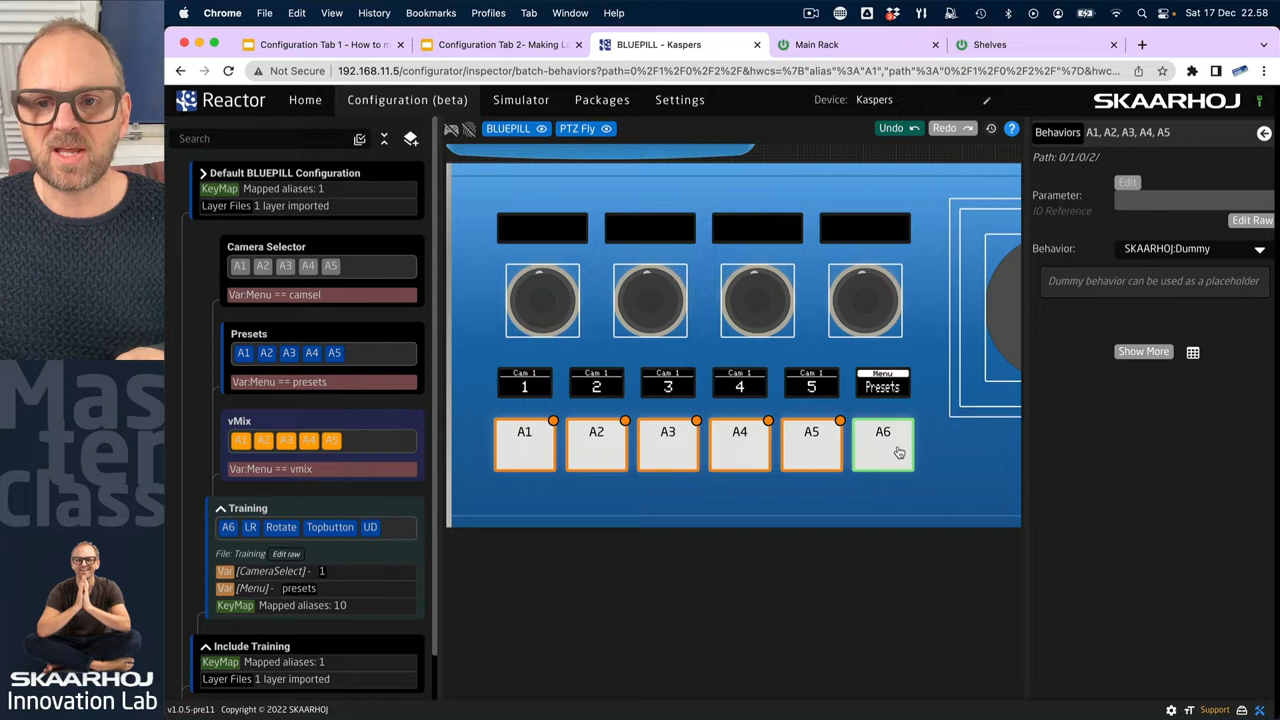 Chrome File Edit View History Bookmarks Profiles Tab Window Help Sat 17 Dec 22.58
Configuration Tab 1 - How to m Configuration Tab 2- Making L BLUEPILL - Kaspers Main Rack Shelves
Not Secure 192.168.11.5/configurator/inspector/batch-behaviors?path=0%2F1%2F0%2F2%2F&hwcs=%7B"alias"%3A"A1"%2C"path"%3A"0%2F1%2F0%2F2%2F"%7D&hwc...
Reactor Home Configuration (beta) Simulator Packages Settings Device: Kaspers SKAARHOJ
Search
BLUEPILL PTZ Fly Undo Redo ?
Behaviors A1, A2, A3, A4, A5
Path: 0/1/0/2/
Edit
Parameter:
IO Reference
Edit Raw
Behavior: SKAARHOJ:Dummy
Dummy behavior can be used as a placeholder
Show More
Default BLUEPILL Configuration
KeyMap Mapped aliases: 1
Layer Files 1 layer imported
Camera Selector
A1 A2 A3 A4 A5
Var:Menu == camsel
Presets
A1 A2 A3 A4 A5
Var:Menu == presets
vMix
A1 A2 A3 A4 A5
Var:Menu == vmix
Training
A6 LR Rotate Topbutton UD
File: Training Edit raw
Var [CameraSelect] - 1
Var [Menu] - presets
KeyMap Mapped aliases: 10
Include Training
KeyMap Mapped aliases: 1
Layer Files 1 layer imported
Cam 1 Cam 1 Cam 1 Cam 1 Cam 1 Menu
1 2 3 4 5 Presets
A1 A2 A3 A4 A5 A6
Master
Class
SKAARHOJ
Innovation Lab
v1.0.5-pre11 Copyright © 2022 SKAARHOJ
Support